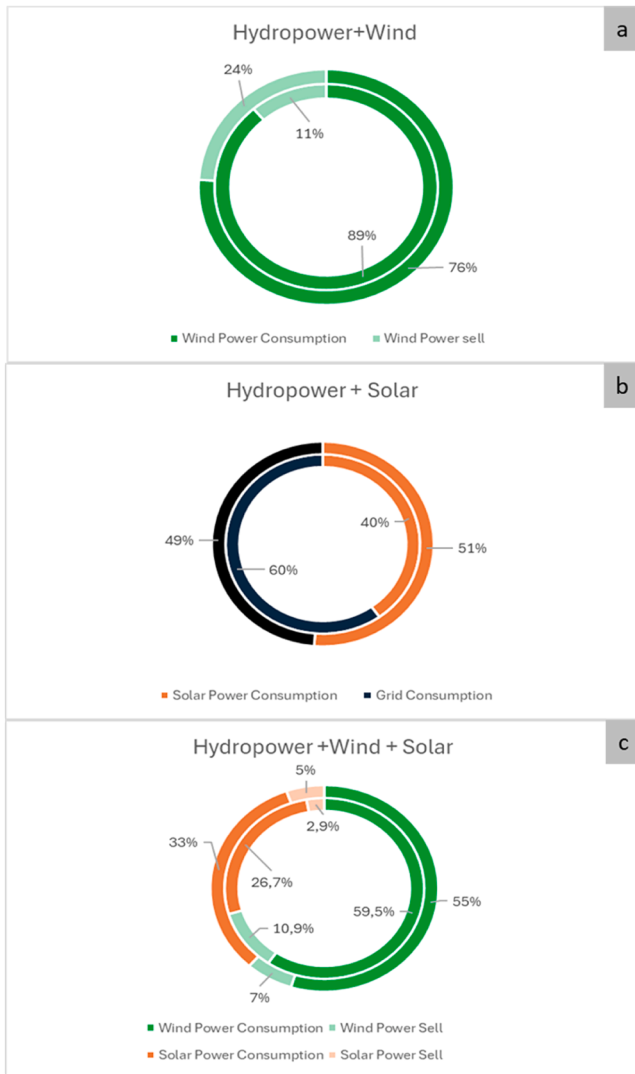 a
Hydropower+Wind
24%
11%
89%
76%
Wind Power Consumption Wind Power sell
b
Hydropower + Solar
40%
49%
51%
60%
Solar Power Consumption Grid Consumption
c
Hydropower +Wind + Solar
5%
2,9%
33%
26,7%
59,5%
55%
10,9%
7%
Wind Power Consumption Wind Power Sell
Solar Power Consumption Solar Power Sell